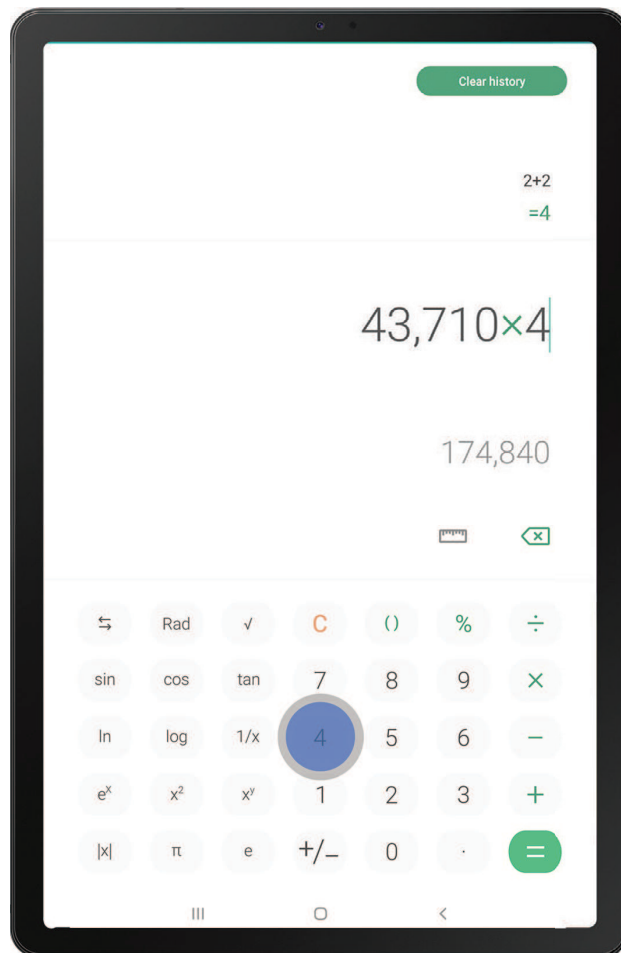 Clear history
2+2
=4
43,710×4
174,840
⇆ Rad √ C () % ÷
sin cos tan 7 8 9 ×
ln log 1/x 4 5 6 −
eˣ x² xʸ 1 2 3 +
|x| π e +/− 0 . =